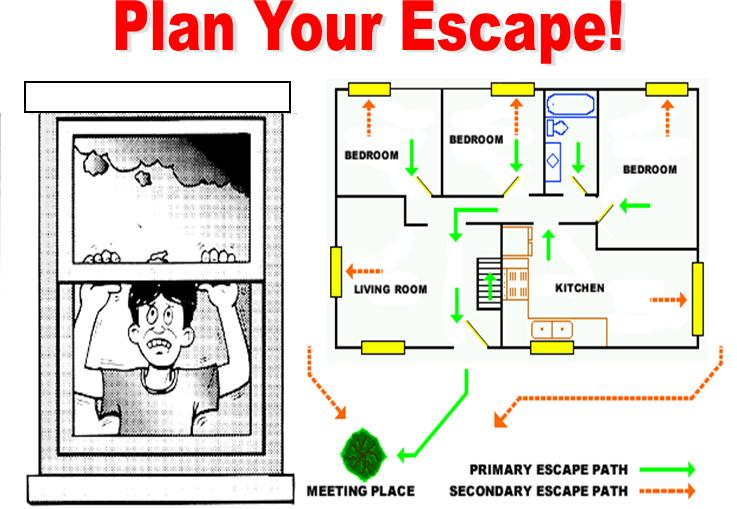 Plan Your Escape!
BEDROOM
BEDROOM
BEDROOM
LIVING ROOM
KITCHEN
MEETING PLACE
PRIMARY ESCAPE PATH
SECONDARY ESCAPE PATH